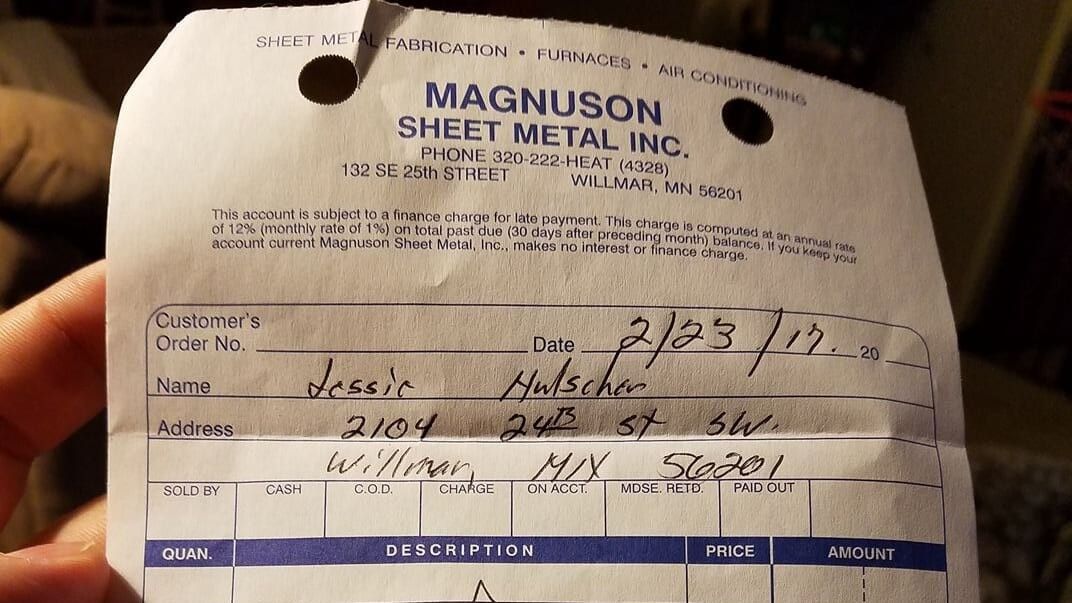 SHEET METAL FABRICATION • FURNACES • AIR CONDITIONING
MAGNUSON
SHEET METAL INC.
PHONE 320-222-HEAT (4328)
132 SE 25th STREET WILLMAR, MN 56201
This account is subject to a finance charge for late payment. This charge is computed at an annual rate
of 12% (monthly rate of 1%) on total past due (30 days after preceding month) balance. If you keep your
account current Magnuson Sheet Metal, Inc., makes no interest or finance charge.
Customer's
Order No. Date 2/23/17. 20
Name Jessie
Address 2104 24th St SW.
Willmar, 56201
SOLD BY CASH C.O.D. CHARGE ON ACCT. MDSE. RETD. PAID OUT
QUAN. DESCRIPTION PRICE AMOUNT